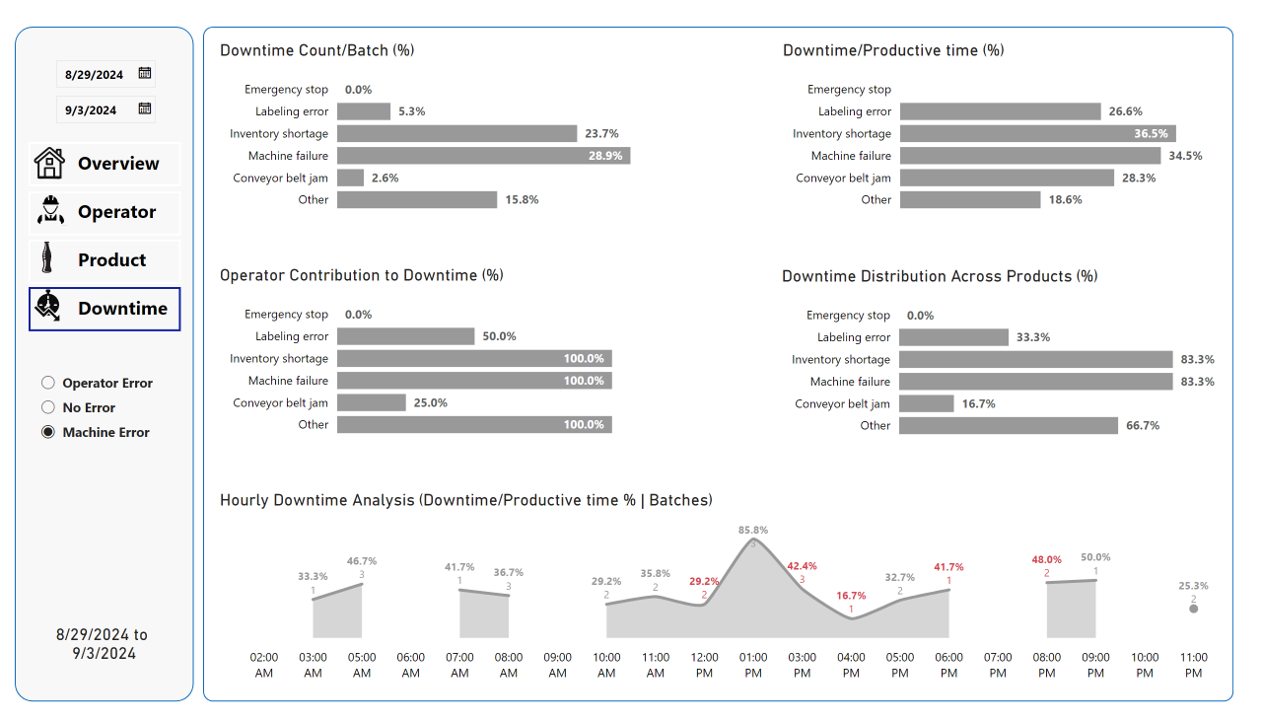 8/29/2024
9/3/2024
Overview
Operator
Product
Downtime
Operator Error
No Error
Machine Error
8/29/2024 to
9/3/2024
Downtime Count/Batch (%)
Emergency stop 0.0%
Labeling error 5.3%
Inventory shortage 23.7%
Machine failure 28.9%
Conveyor belt jam 2.6%
Other 15.8%
Downtime/Productive time (%)
Emergency stop
Labeling error 26.6%
Inventory shortage 36.5%
Machine failure 34.5%
Conveyor belt jam 28.3%
Other 18.6%
Operator Contribution to Downtime (%)
Emergency stop 0.0%
Labeling error 50.0%
Inventory shortage 100.0%
Machine failure 100.0%
Conveyor belt jam 25.0%
Other 100.0%
Downtime Distribution Across Products (%)
Emergency stop 0.0%
Labeling error 33.3%
Inventory shortage 83.3%
Machine failure 83.3%
Conveyor belt jam 16.7%
Other 66.7%
Hourly Downtime Analysis (Downtime/Productive time % | Batches)
33.3% 46.7% 41.7% 36.7% 29.2% 35.8% 29.2% 85.8% 42.4% 16.7% 32.7% 41.7% 48.0% 50.0% 25.3%
1 3 1 3 2 2 2 3 3 1 2 1 2 1 2
02:00 03:00 05:00 06:00 07:00 08:00 09:00 10:00 11:00 12:00 01:00 03:00 04:00 05:00 06:00 07:00 08:00 09:00 10:00 11:00
AM AM AM AM AM AM AM AM AM PM PM PM PM PM PM PM PM PM PM PM